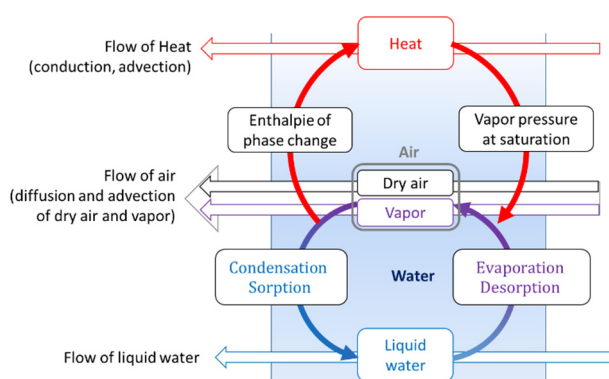 Flow of Heat
(conduction, advection)
Heat
Enthalpie of
phase change
Vapor pressure
at saturation
Air
Flow of air
(diffusion and advection
of dry air and vapor)
Dry air
Vapor
Condensation
Sorption
Water
Evaporation
Desorption
Flow of liquid water
Liquid
water